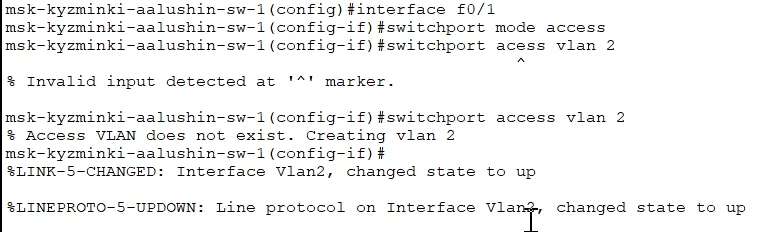 msk-kyzminki-aalushin-sw-1(config)#interface f0/1
msk-kyzminki-aalushin-sw-1(config-if)#switchport mode access
msk-kyzminki-aalushin-sw-1(config-if)#switchport acess vlan 2
^
% Invalid input detected at '^' marker.
msk-kyzminki-aalushin-sw-1(config-if)#switchport access vlan 2
% Access VLAN does not exist. Creating vlan 2
msk-kyzminki-aalushin-sw-1(config-if)#
%LINK-5-CHANGED: Interface Vlan2, changed state to up
%LINEPROTO-5-UPDOWN: Line protocol on Interface Vlan2, changed state to up